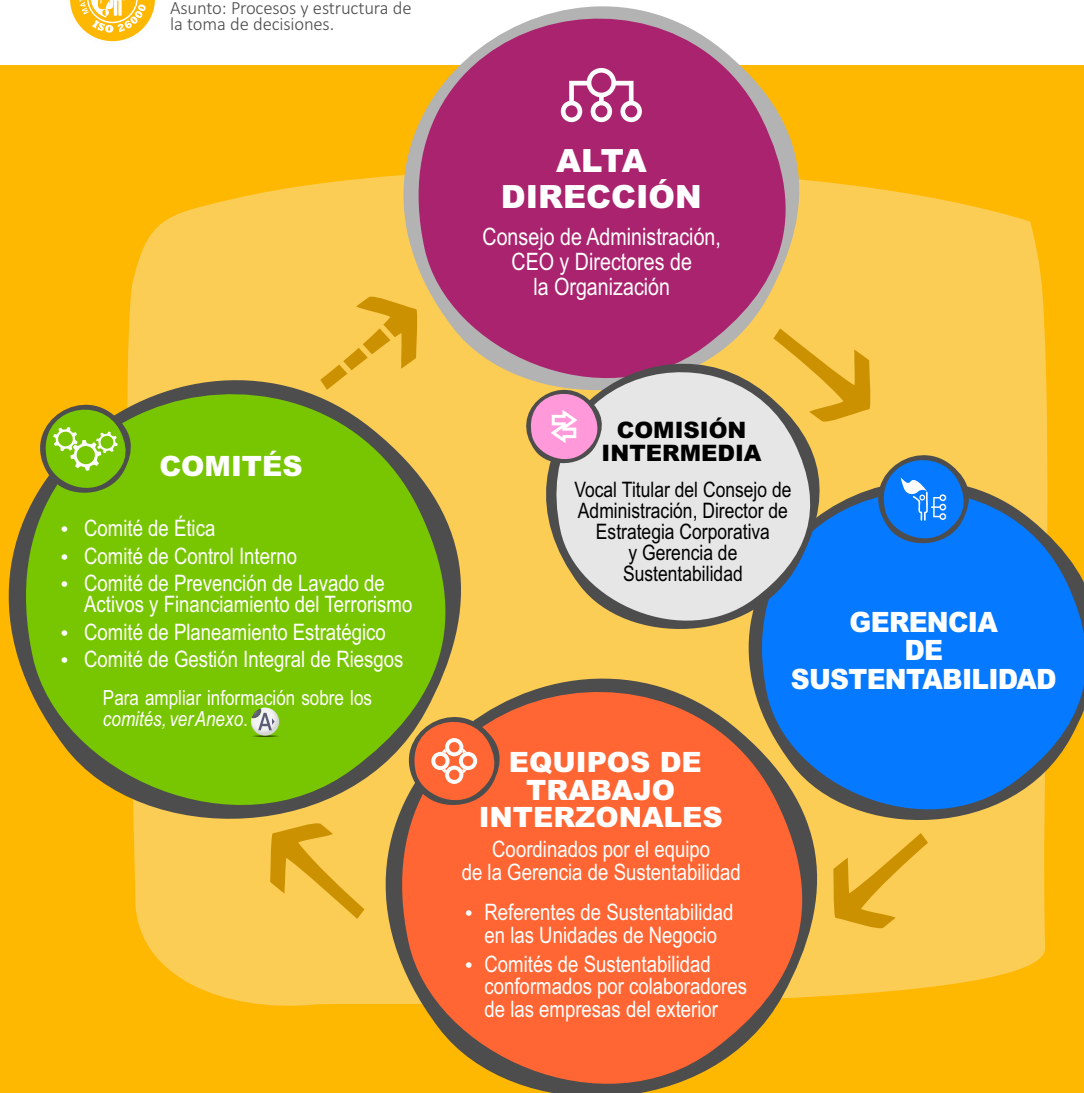 ISO 26000
Asunto: Procesos y estructura de
la toma de decisiones.
ALTA
DIRECCIÓN
Consejo de Administración,
CEO y Directores de
la Organización
COMISIÓN
INTERMEDIA
Vocal Titular del Consejo de
Administración, Director de
Estrategia Corporativa
y Gerencia de
Sustentabilidad
GERENCIA
DE
SUSTENTABILIDAD
EQUIPOS DE
TRABAJO
INTERZONALES
Coordinados por el equipo
de la Gerencia de Sustentabilidad
• Referentes de Sustentabilidad
en las Unidades de Negocio
• Comités de Sustentabilidad
conformados por colaboradores
de las empresas del exterior
COMITÉS
• Comité de Ética
• Comité de Control Interno
• Comité de Prevención de Lavado de
Activos y Financiamiento del Terrorismo
• Comité de Planeamiento Estratégico
• Comité de Gestión Integral de Riesgos
Para ampliar información sobre los
comités, ver Anexo. A